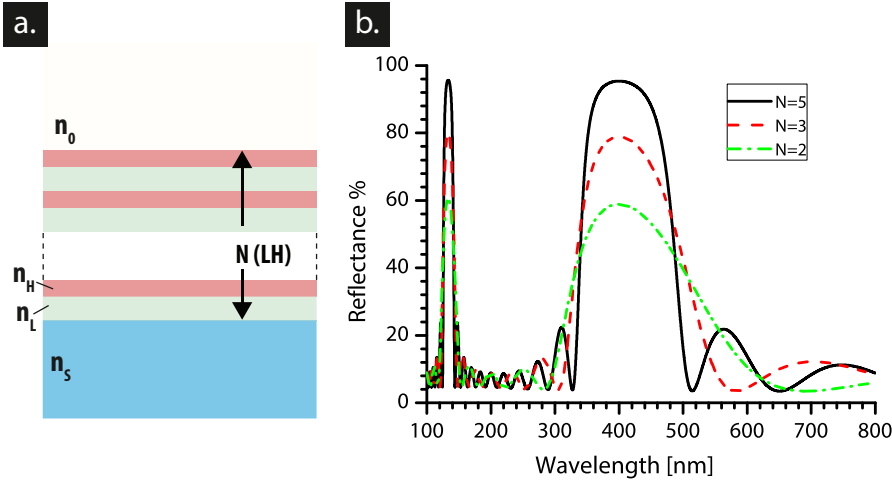 a.
n0
N (LH)
nH
nL
nS
b.
Reflectance %
100
80
60
40
20
0
N=5
N=3
N=2
100 200 300 400 500 600 700 800
Wavelength [nm]